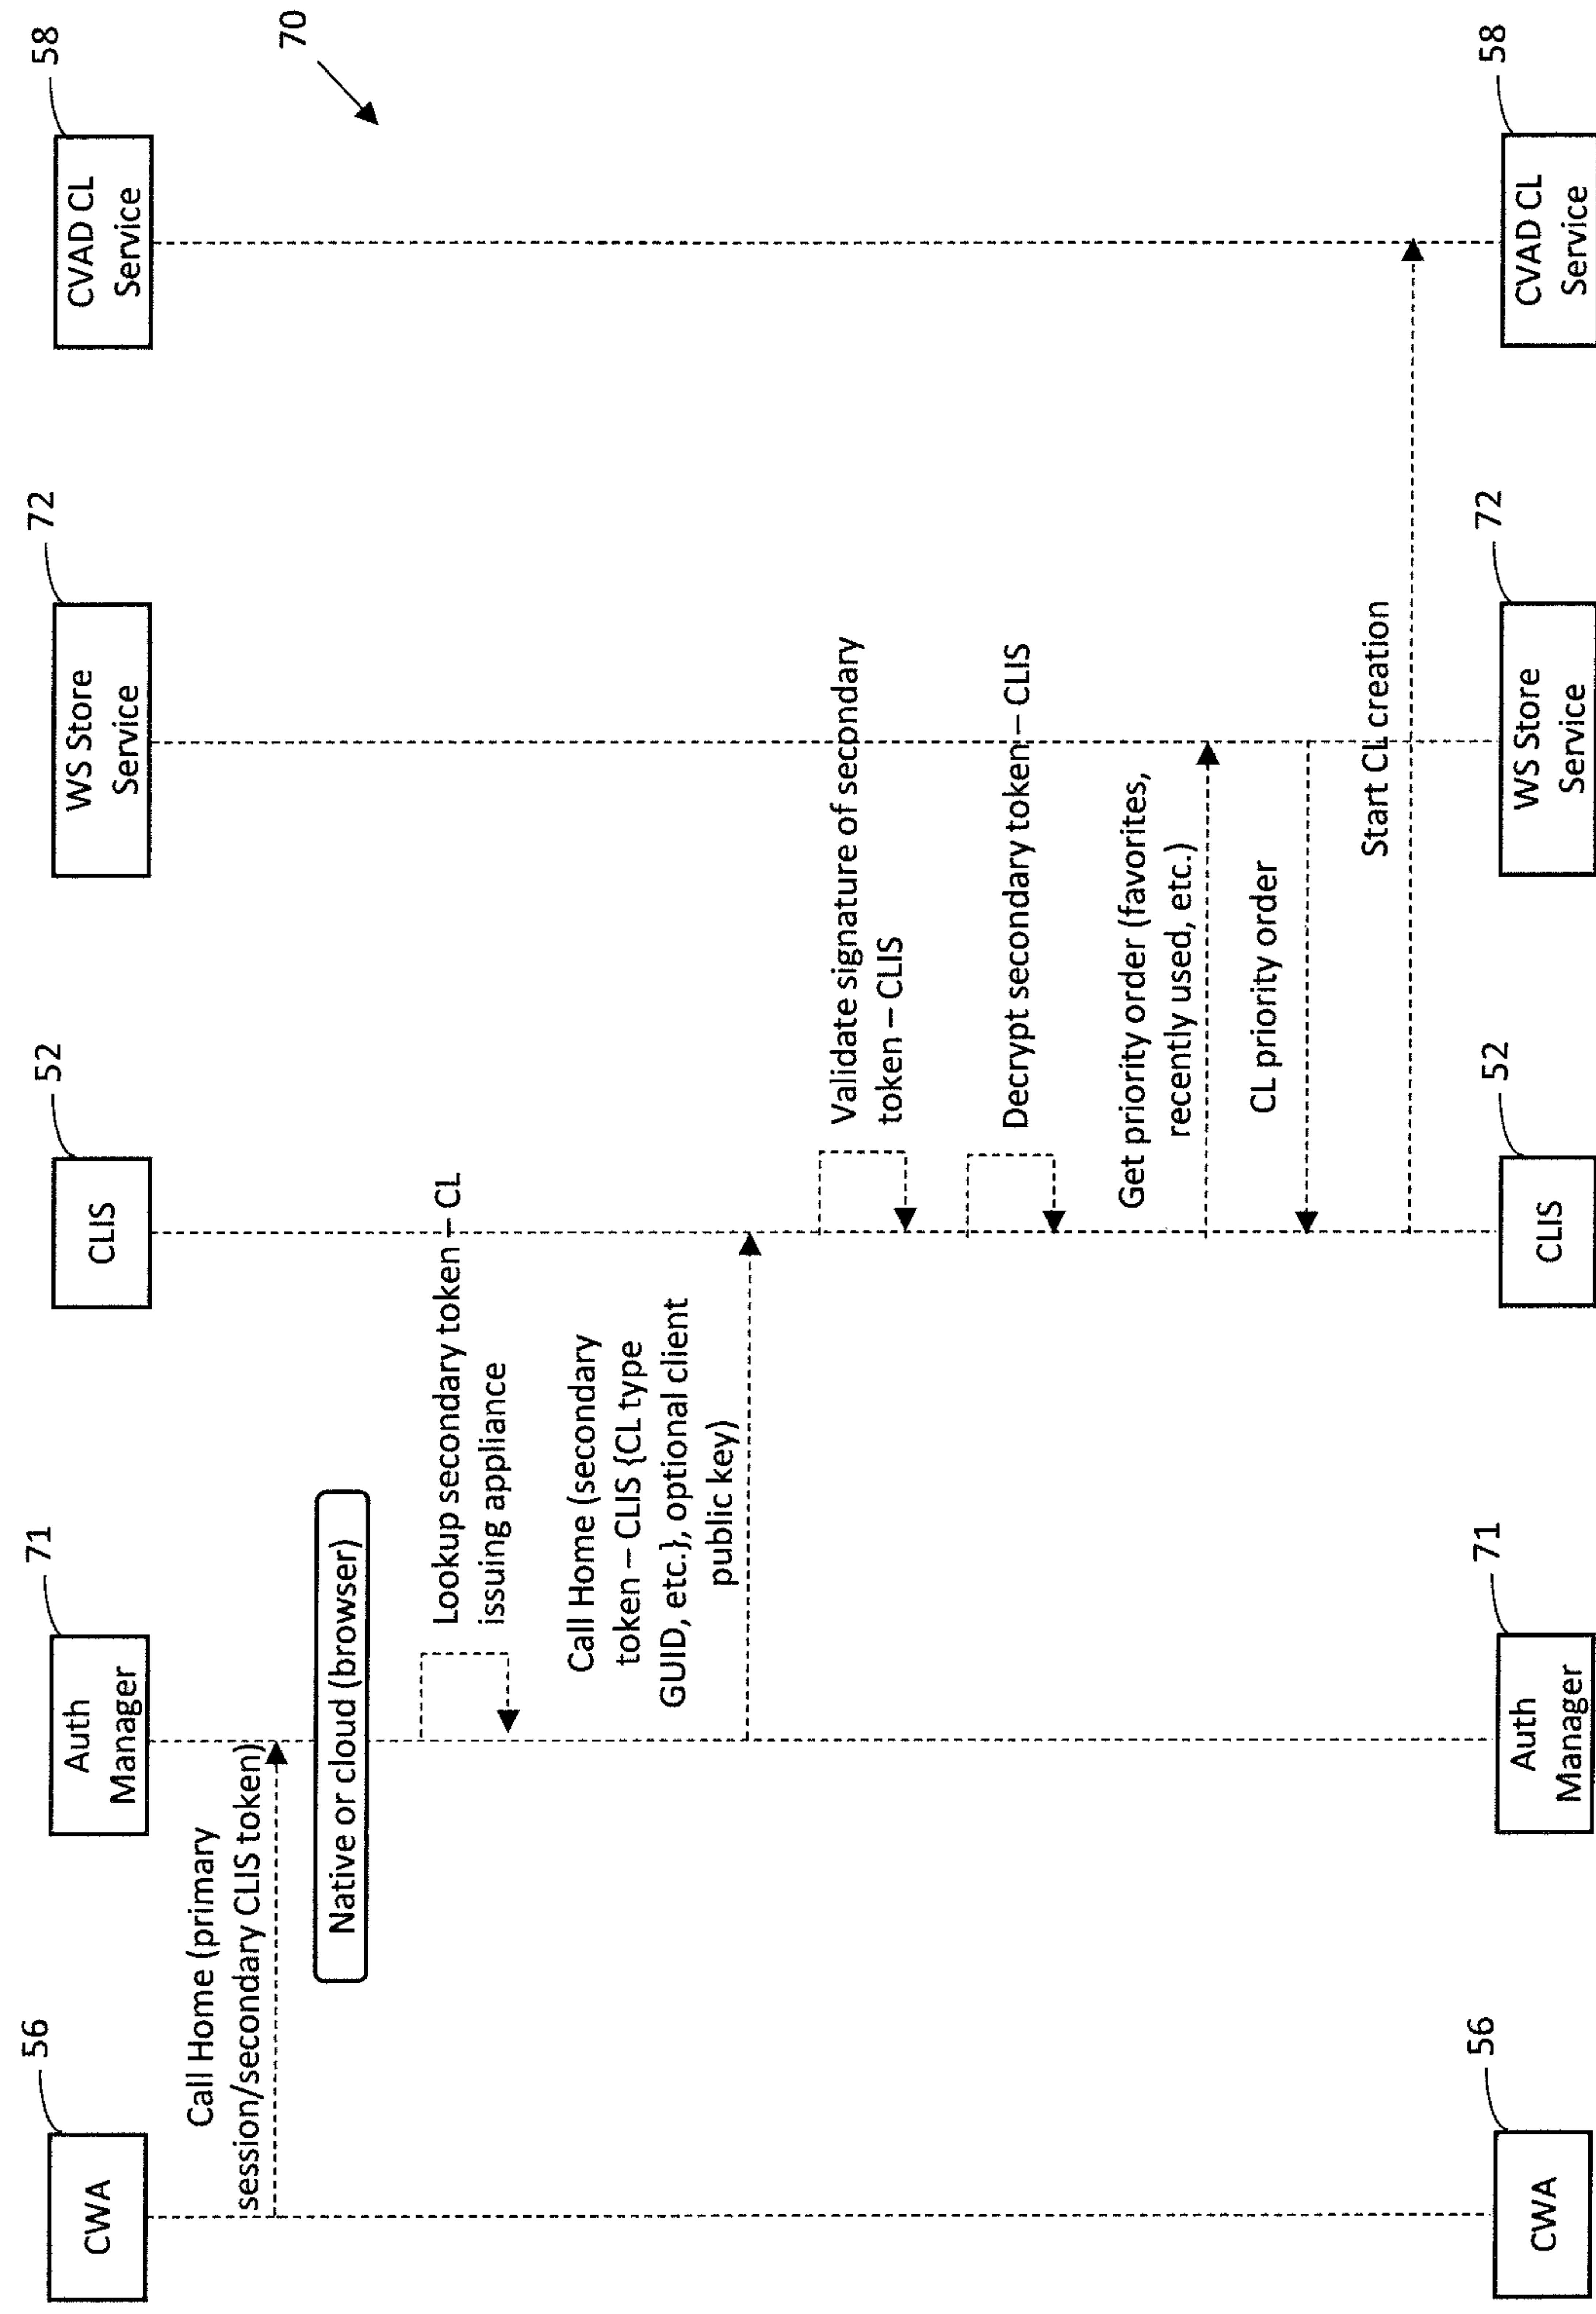 56
71
52
72
58
CWA
Auth
Manager
CLIS
WS Store
Service
CVAD CL
Service
70
Call Home (primary
session/secondary CLIS token)
Native or cloud (browser)
Lookup secondary token – CL
issuing appliance
Call Home (secondary
token – CLIS {CL type
GUID, etc.}, optional client
public key)
Validate signature of secondary
token – CLIS
Decrypt secondary token – CLIS
Get priority order (favorites,
recently used, etc.)
CL priority order
Start CL creation
56
71
52
72
58
CWA
Auth
Manager
CLIS
WS Store
Service
CVAD CL
Service